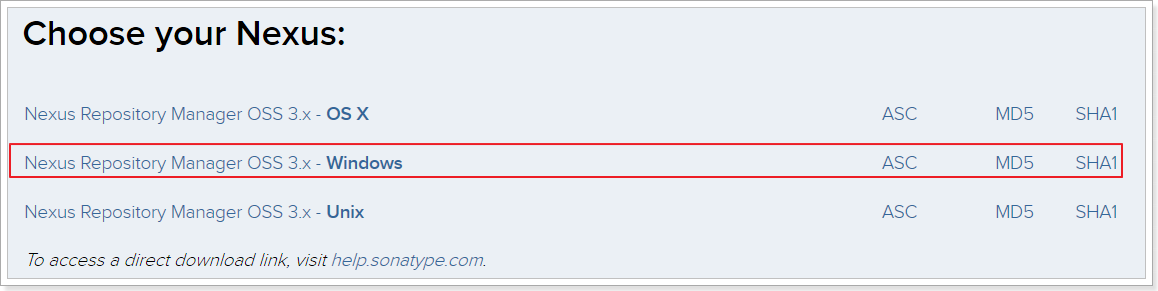 Choose your Nexus:
Nexus Repository Manager OSS 3.x - OS X ASC MD5 SHA1
Nexus Repository Manager OSS 3.x - Windows ASC MD5 SHA1
Nexus Repository Manager OSS 3.x - Unix ASC MD5 SHA1
To access a direct download link, visit help.sonatype.com.